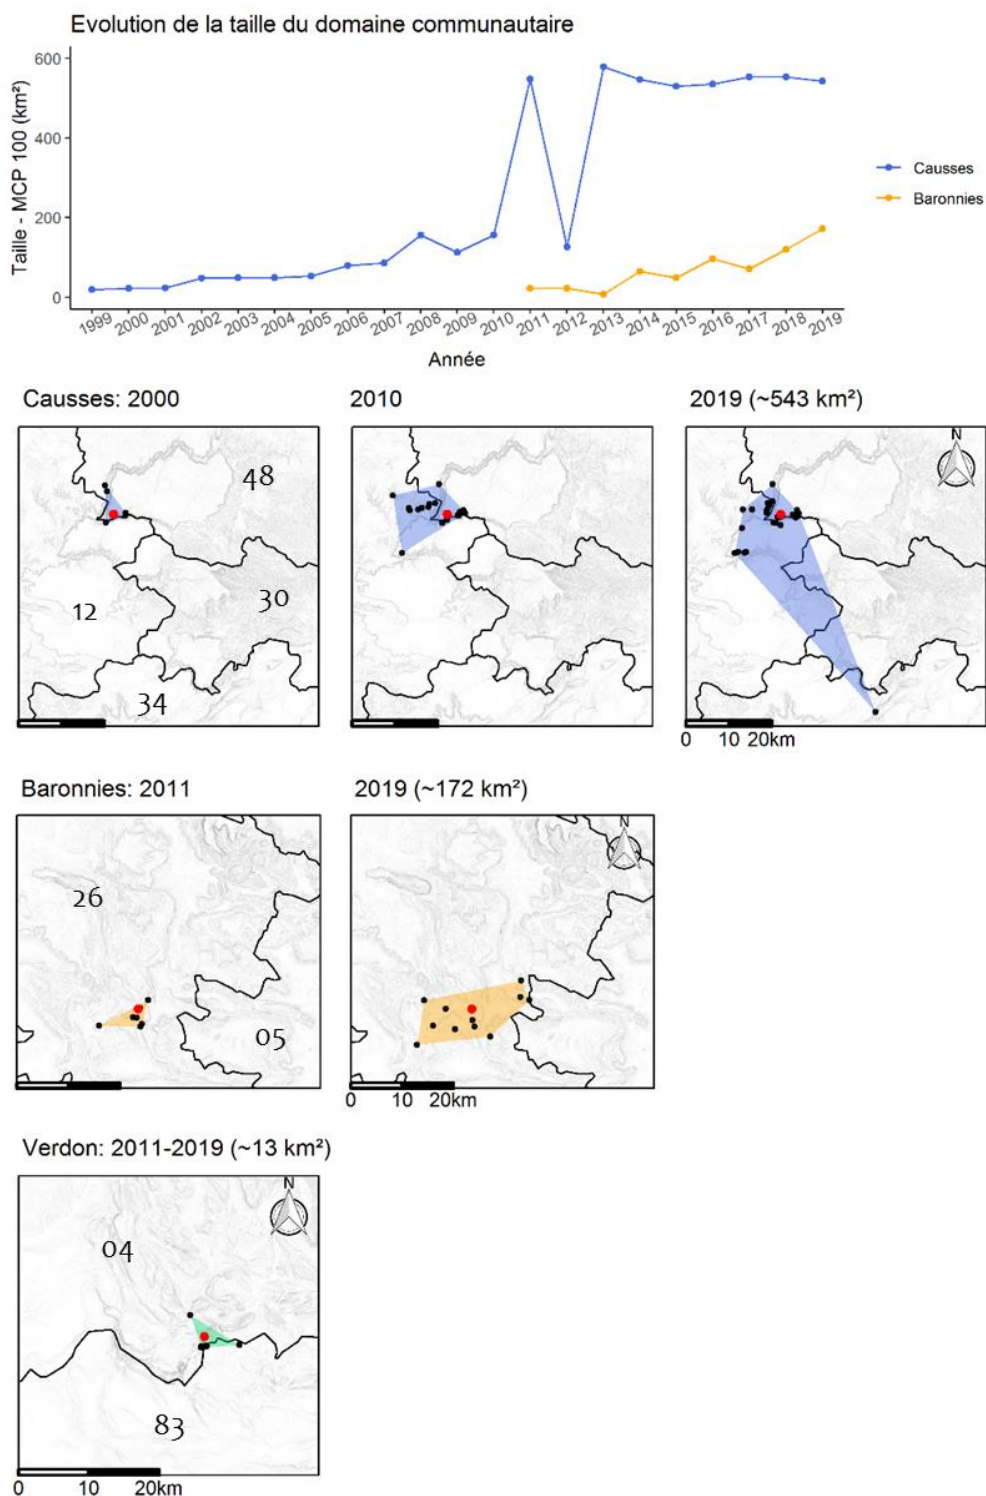 Evolution de la taille du domaine communautaire
Taille - MCP 100 (km²)
600
400
200
0
1999 2000 2001 2002 2003 2004 2005 2006 2007 2008 2009 2010 2011 2012 2013 2014 2015 2016 2017 2018 2019
Année
Causses
Baronnies
Causses: 2000
2010
2019 (~543 km²)
N
48
12
30
34
0 10 20km
Baronnies: 2011
2019 (~172 km²)
N
26
05
0 10 20km
Verdon: 2011-2019 (~13 km²)
N
04
83
0 10 20km